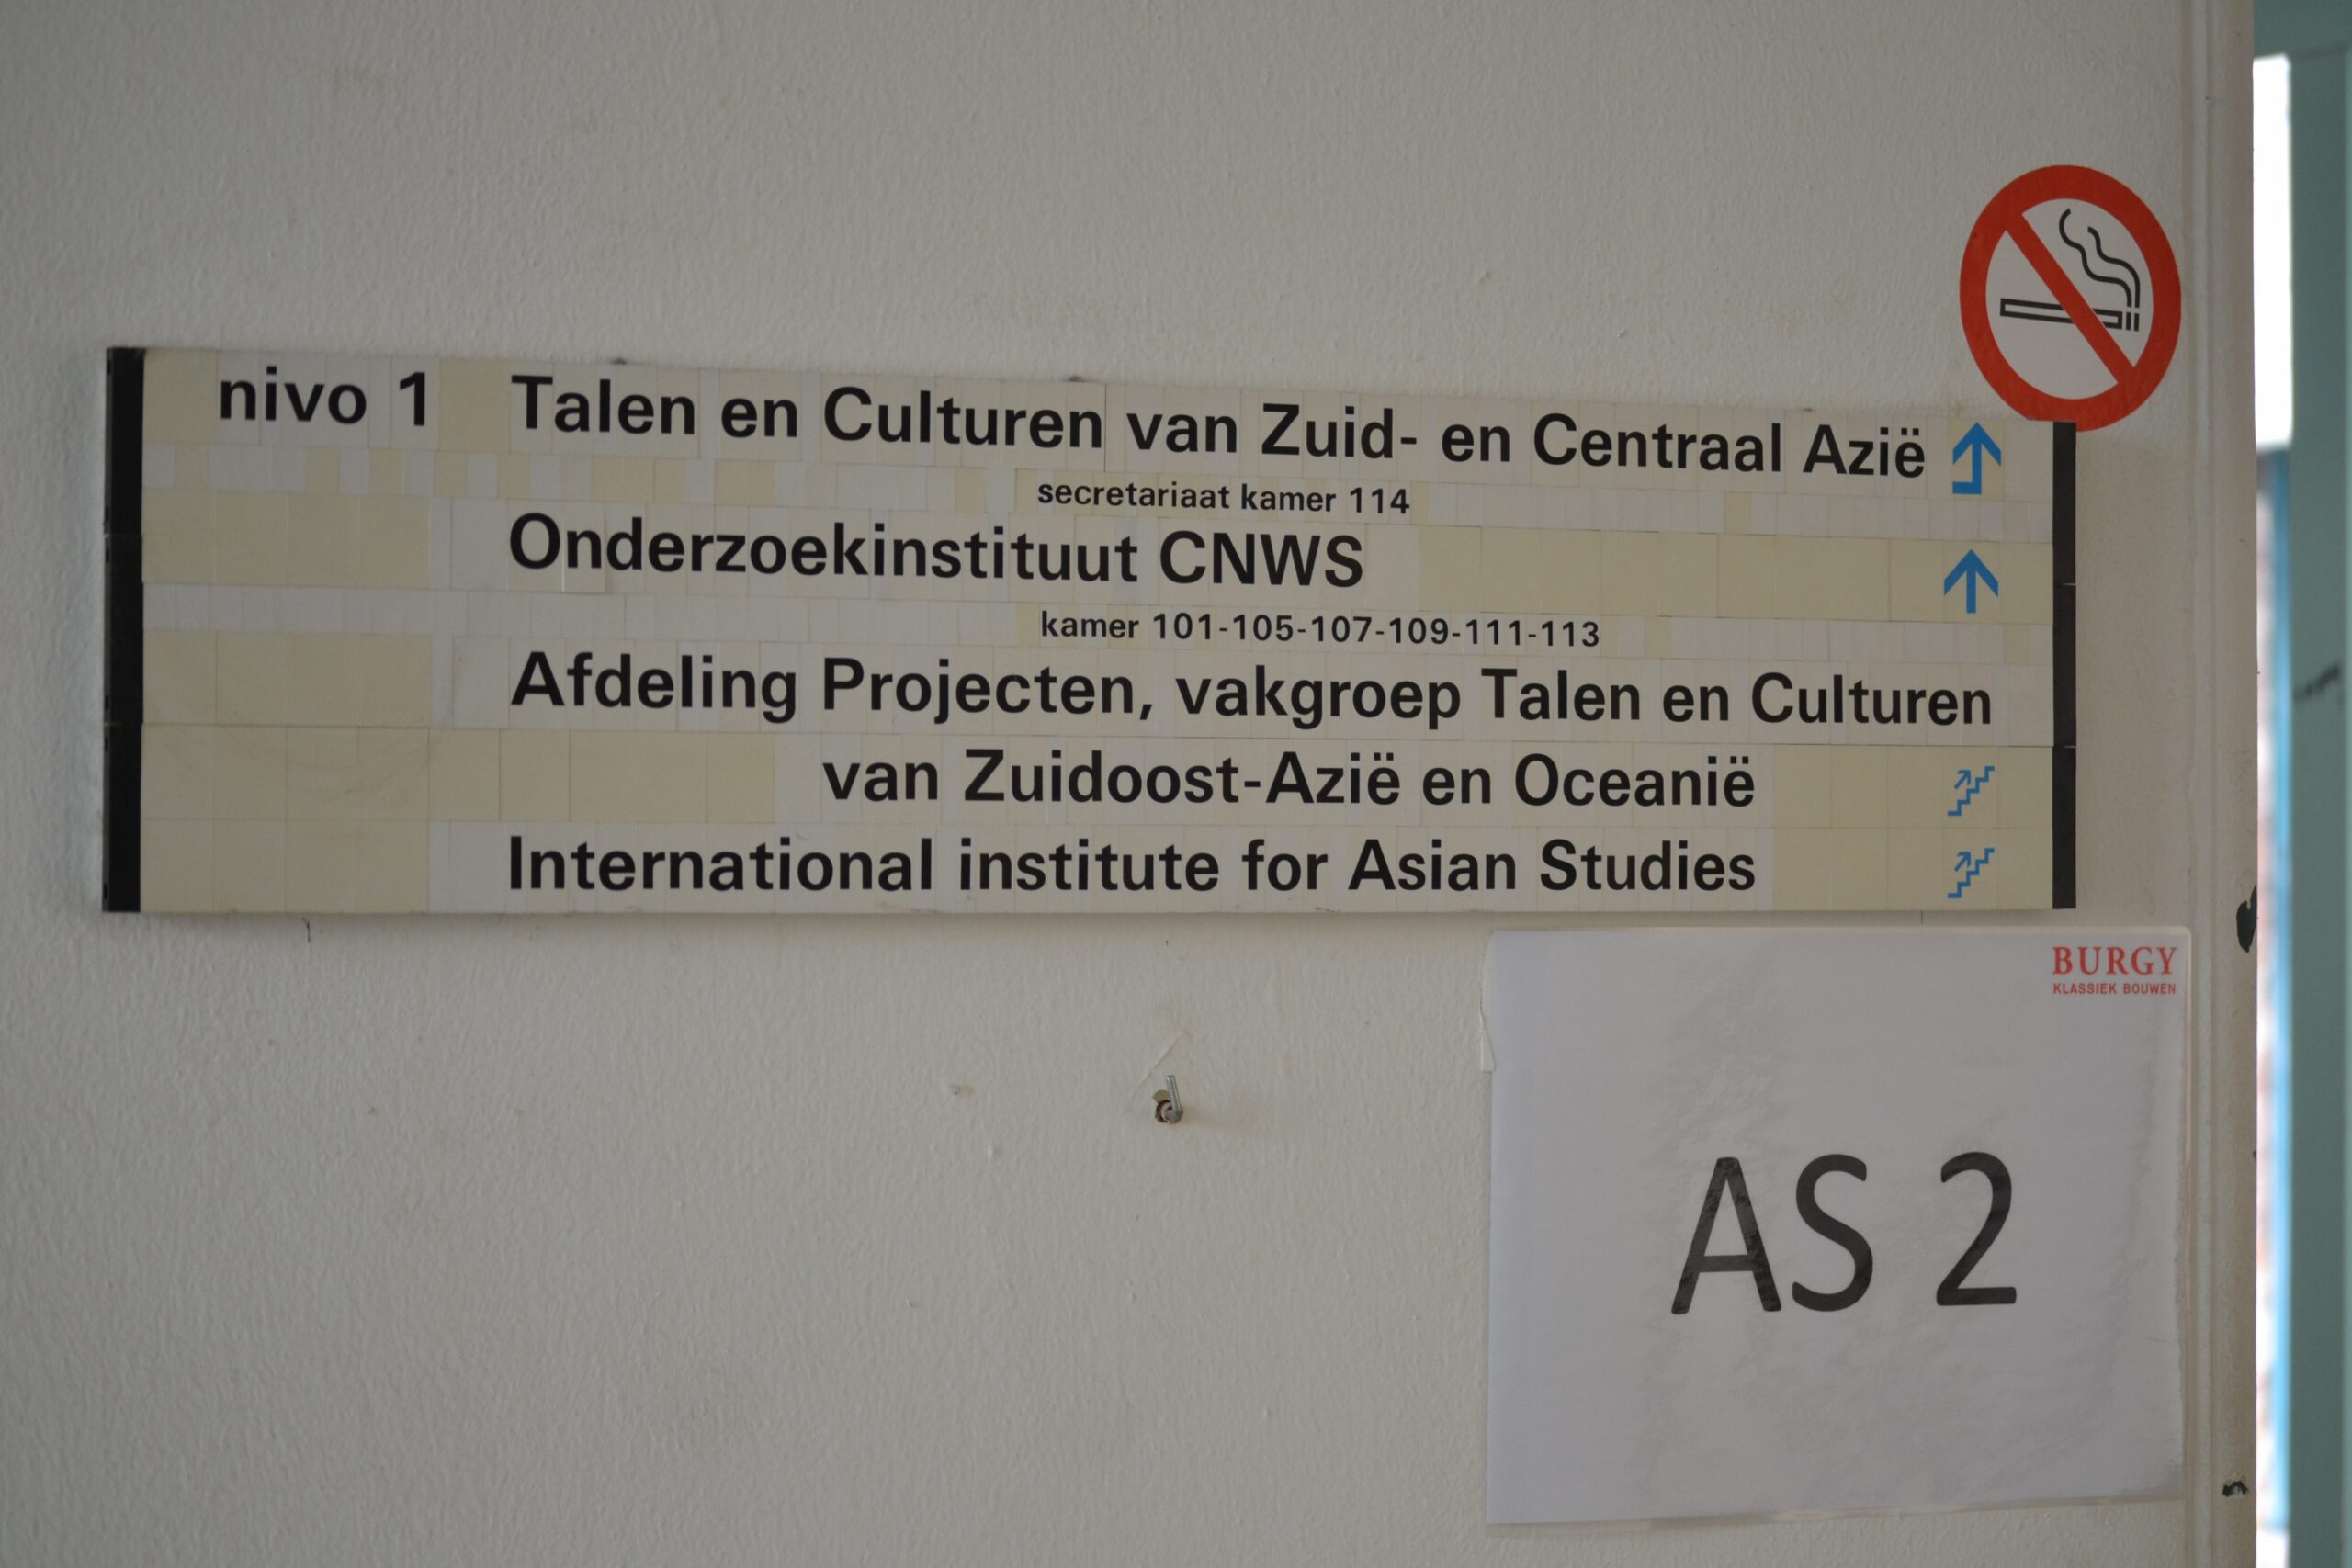 nivo 1 Talen en Culturen van Zuid- en Centraal Azië
secretariaat kamer 114
Onderzoekinstituut CNWS
kamer 101-105-107-109-111-113
Afdeling Projecten, vakgroep Talen en Culturen
van Zuidoost-Azië en Oceanië
International institute for Asian Studies
BURGY
KLASSIEK BOUWEN
AS 2